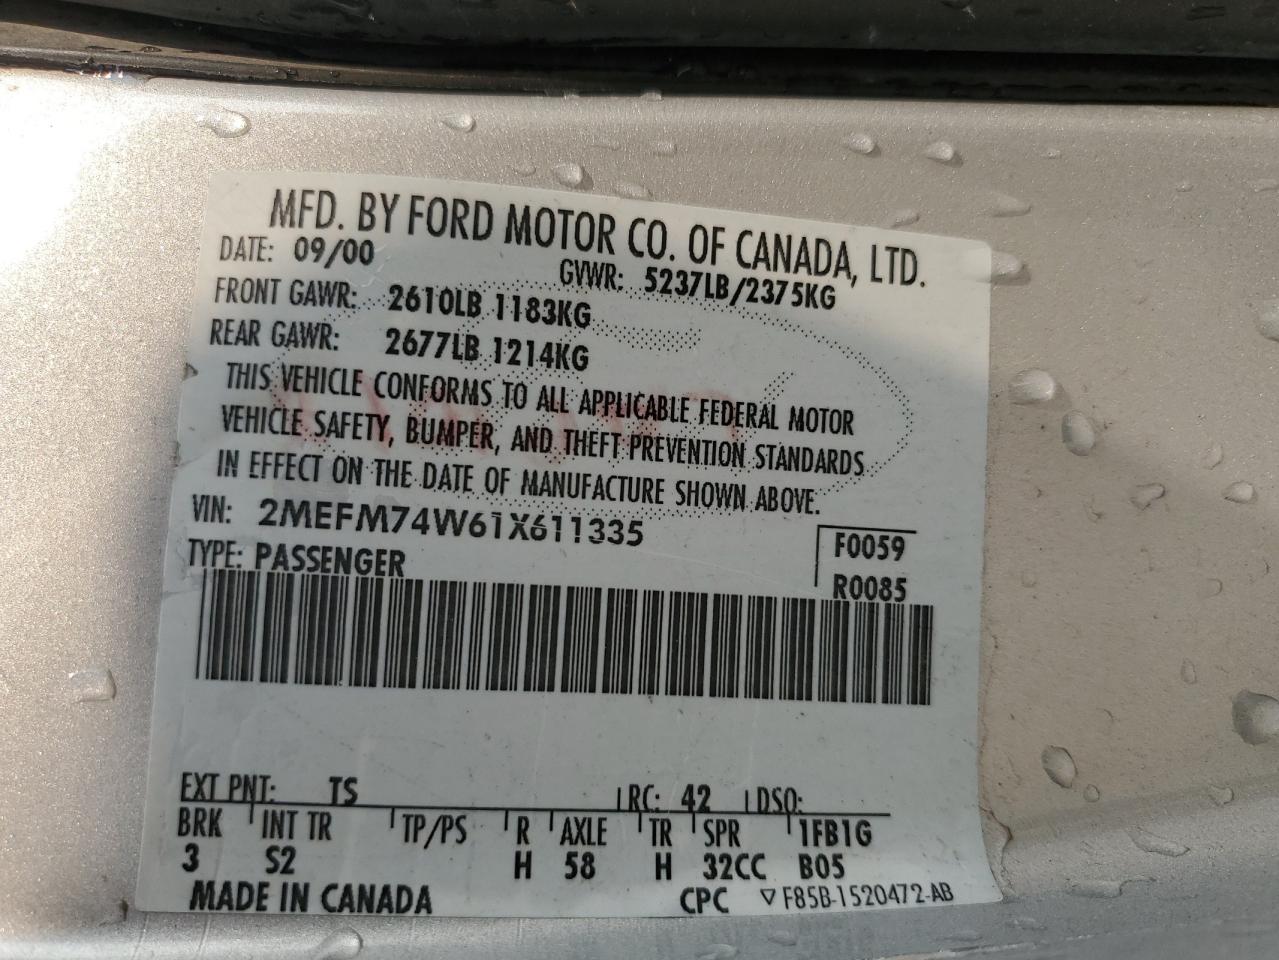 MFD. BY FORD MOTOR CO. OF CANADA, LTD.
DATE: 09/00 GVWR: 5237LB/2375KG
FRONT GAWR: 2610LB 1183KG
REAR GAWR: 2677LB 1214KG
THIS VEHICLE CONFORMS TO ALL APPLICABLE FEDERAL MOTOR
VEHICLE SAFETY, BUMPER, AND THEFT PREVENTION STANDARDS
IN EFFECT ON THE DATE OF MANUFACTURE SHOWN ABOVE.
VIN: 2MEFM74W61X611335
TYPE: PASSENGER
F0059
R0085
EXT PNT: TS RC: 42 DSO:
BRK INT TR TP/PS R AXLE TR SPR 1FB1G
3 S2 H 58 H 32CC B05
MADE IN CANADA CPC ▽ F85B-1520472-AB